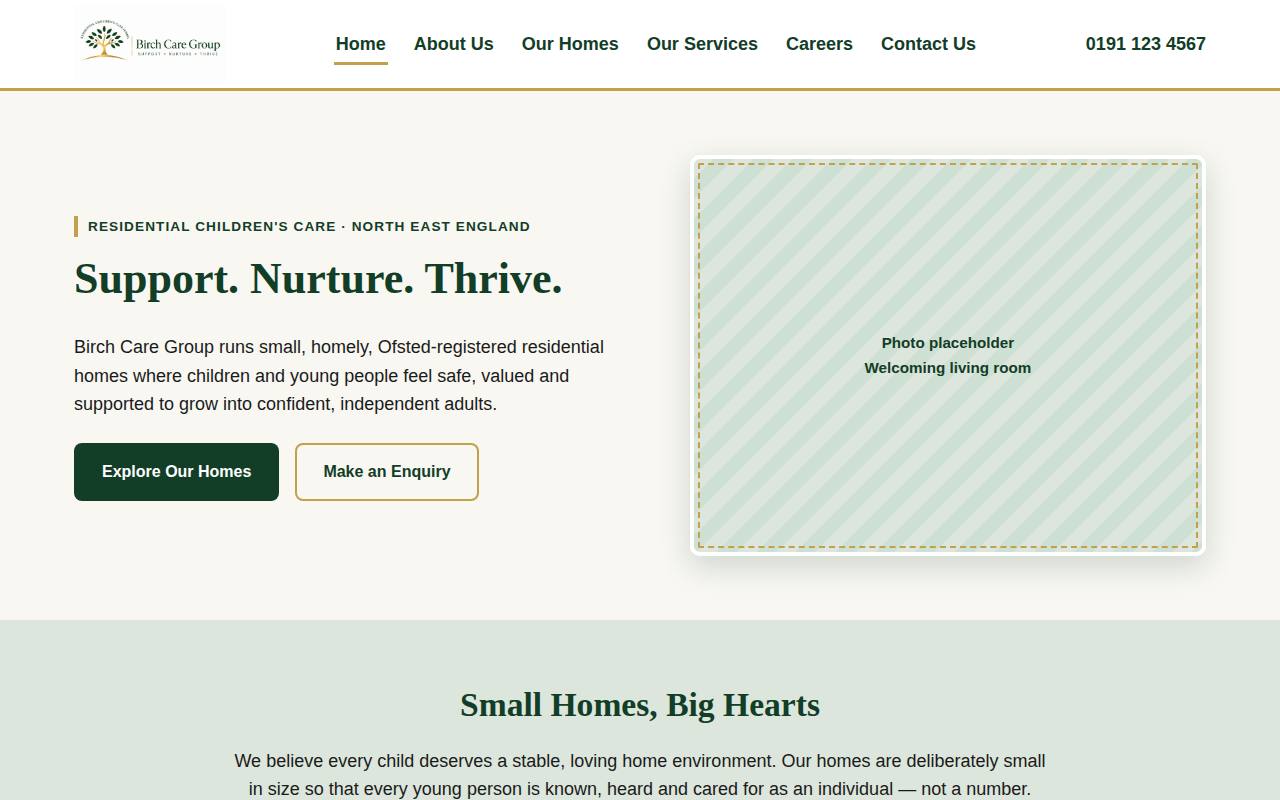 Birch Care Group
SUPPORT • NURTURE • THRIVE
Home
About Us
Our Homes
Our Services
Careers
Contact Us
0191 123 4567
RESIDENTIAL CHILDREN'S CARE · NORTH EAST ENGLAND
Support. Nurture. Thrive.
Birch Care Group runs small, homely, Ofsted-registered residential
homes where children and young people feel safe, valued and
supported to grow into confident, independent adults.
Explore Our Homes
Make an Enquiry
Photo placeholder
Welcoming living room
Small Homes, Big Hearts
We believe every child deserves a stable, loving home environment. Our homes are deliberately small
in size so that every young person is known, heard and cared for as an individual — not a number.